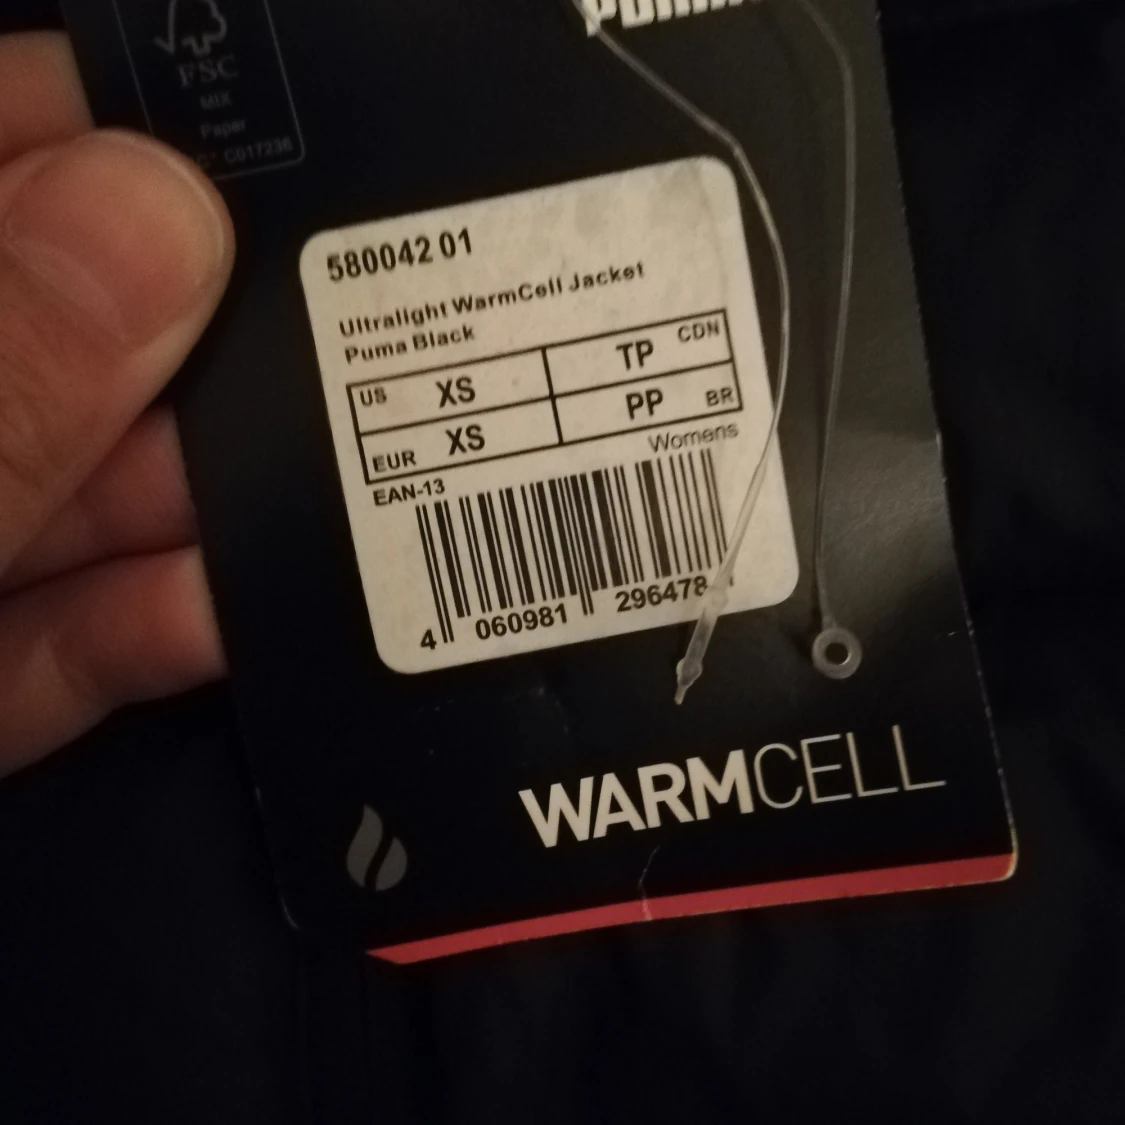 FSC
MIX
Paper
C017236
PUMA
580042 01
Ultralight WarmCell Jacket
Puma Black
US XS TP CDN
EUR XS PP BR
Womens
EAN-13
4 060981 296478
WARMCELL